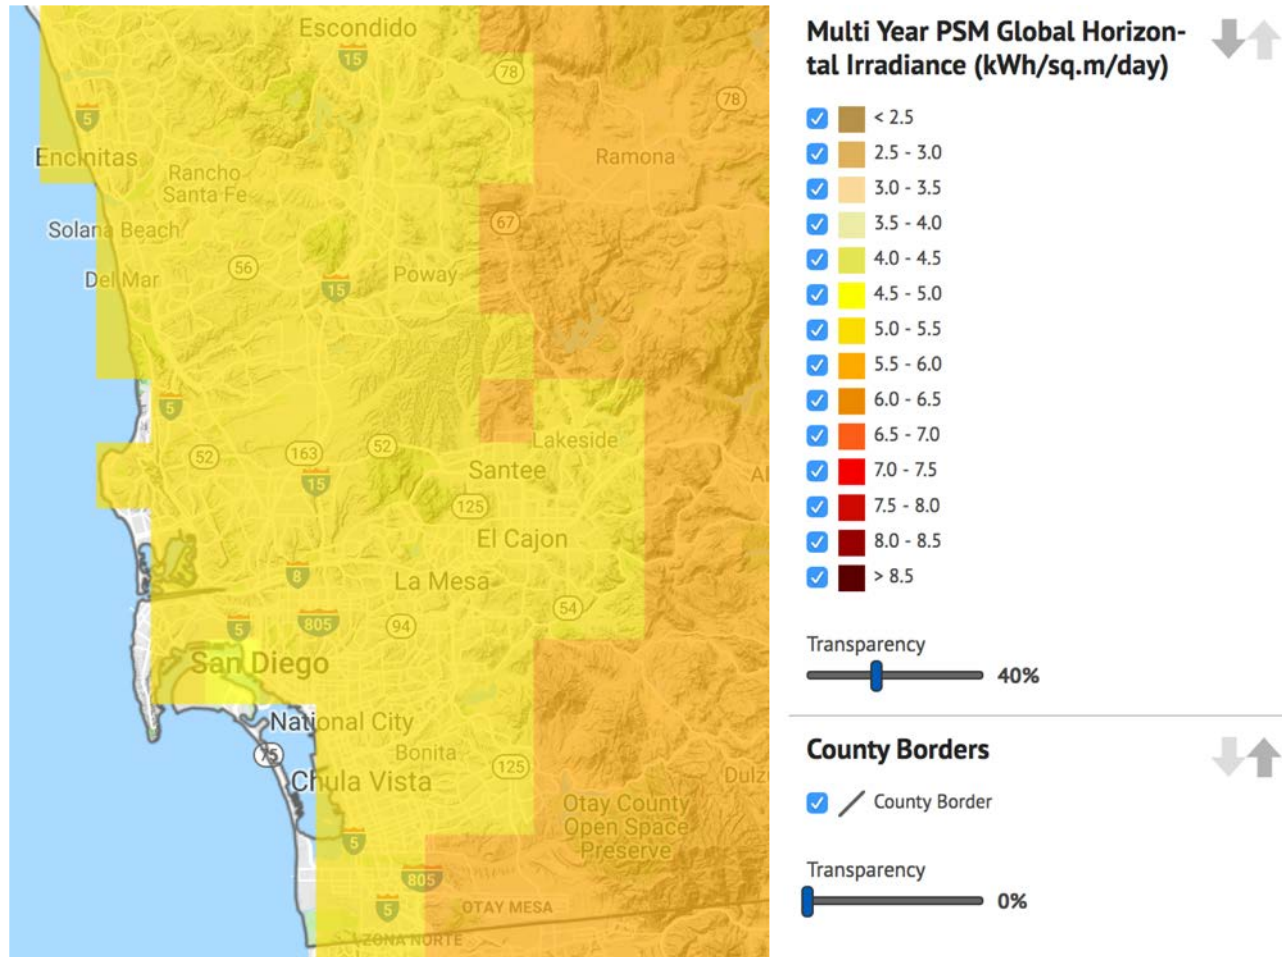 Escondido
15
78
5
78
Encinitas
Ramona
Rancho
Santa Fe
67
Solana Beach
56
Del Mar
Poway
15
5
Lakeside
52
163
52
Santee
15
125
El Cajon
8
La Mesa
54
5
805
94
San Diego
National City
75
Bonita
125
Chula Vista
Otay County
Open Space
Preserve
5
805
5
OTAY MESA
ZONA NORTE
Multi Year PSM Global Horizon-
tal Irradiance (kWh/sq.m/day)
< 2.5
2.5 - 3.0
3.0 - 3.5
3.5 - 4.0
4.0 - 4.5
4.5 - 5.0
5.0 - 5.5
5.5 - 6.0
6.0 - 6.5
6.5 - 7.0
7.0 - 7.5
7.5 - 8.0
8.0 - 8.5
> 8.5
Transparency
40%
County Borders
County Border
Transparency
0%